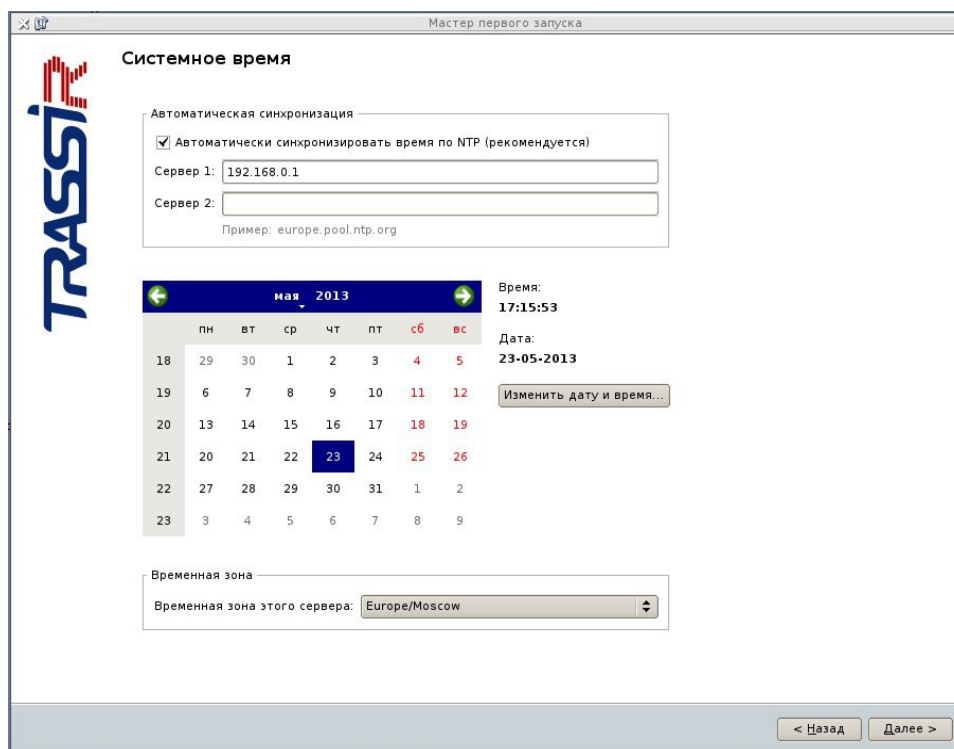 Мастер первого запуска
TRASSIR
Системное время
Автоматическая синхронизация
Автоматически синхронизировать время по NTP (рекомендуется)
Сервер 1: 192.168.0.1
Сервер 2:
Пример: europe.pool.ntp.org
мая 2013
пн вт ср чт пт сб вс
18 29 30 1 2 3 4 5
19 6 7 8 9 10 11 12
20 13 14 15 16 17 18 19
21 20 21 22 23 24 25 26
22 27 28 29 30 31 1 2
23 3 4 5 6 7 8 9
Время:
17:15:53
Дата:
23-05-2013
Изменить дату и время...
Временная зона
Временная зона этого сервера: Europe/Moscow
< Назад
Далее >